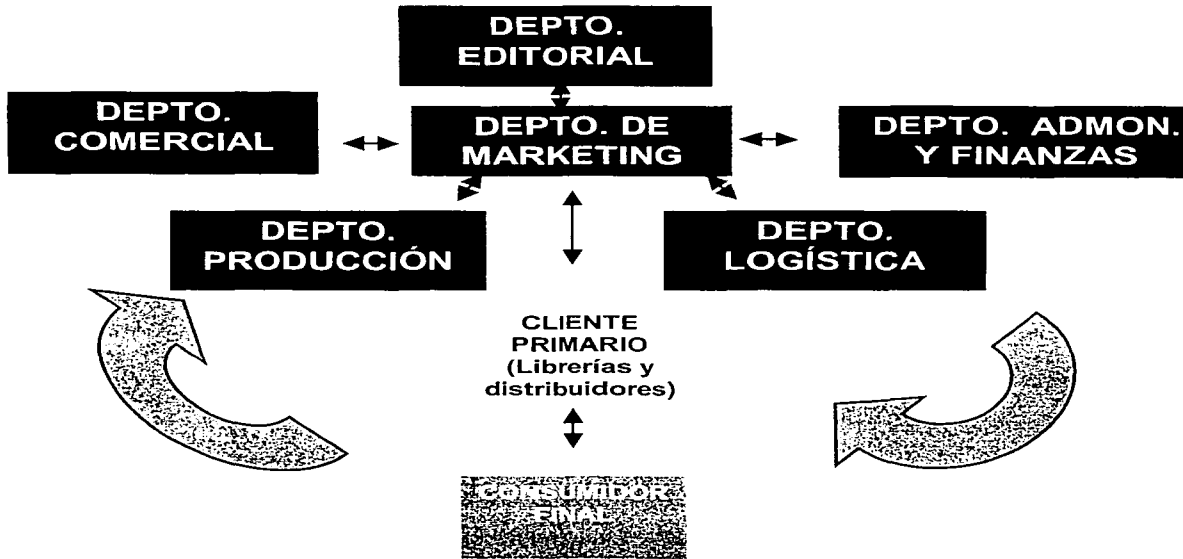 DEPTO.
EDITORIAL
DEPTO.
COMERCIAL
DEPTO. DE
MARKETING
DEPTO. ADMON.
Y FINANZAS
DEPTO.
PRODUCCIÓN
DEPTO.
LOGÍSTICA
CLIENTE
PRIMARIO
(Librerías y
distribuidores)
CONSUMIDOR
FINAL